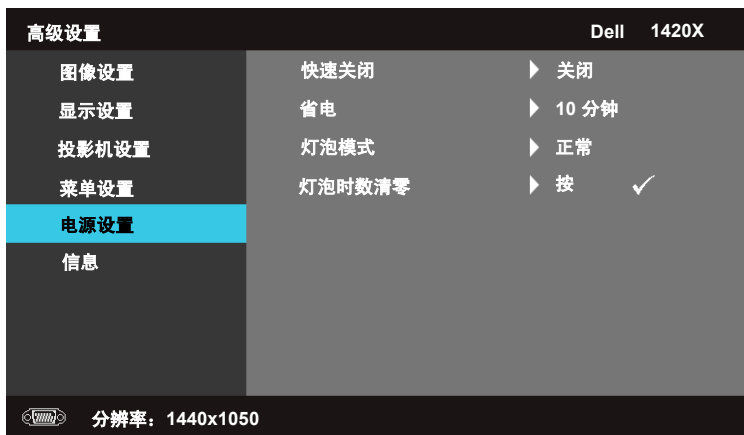 高级设置 Dell 1420X
图像设置 快速关闭 关闭
显示设置 省电 10 分钟
投影机设置 灯泡模式 正常
菜单设置 灯泡时数清零 按
电源设置
信息
分辨率：1440x1050